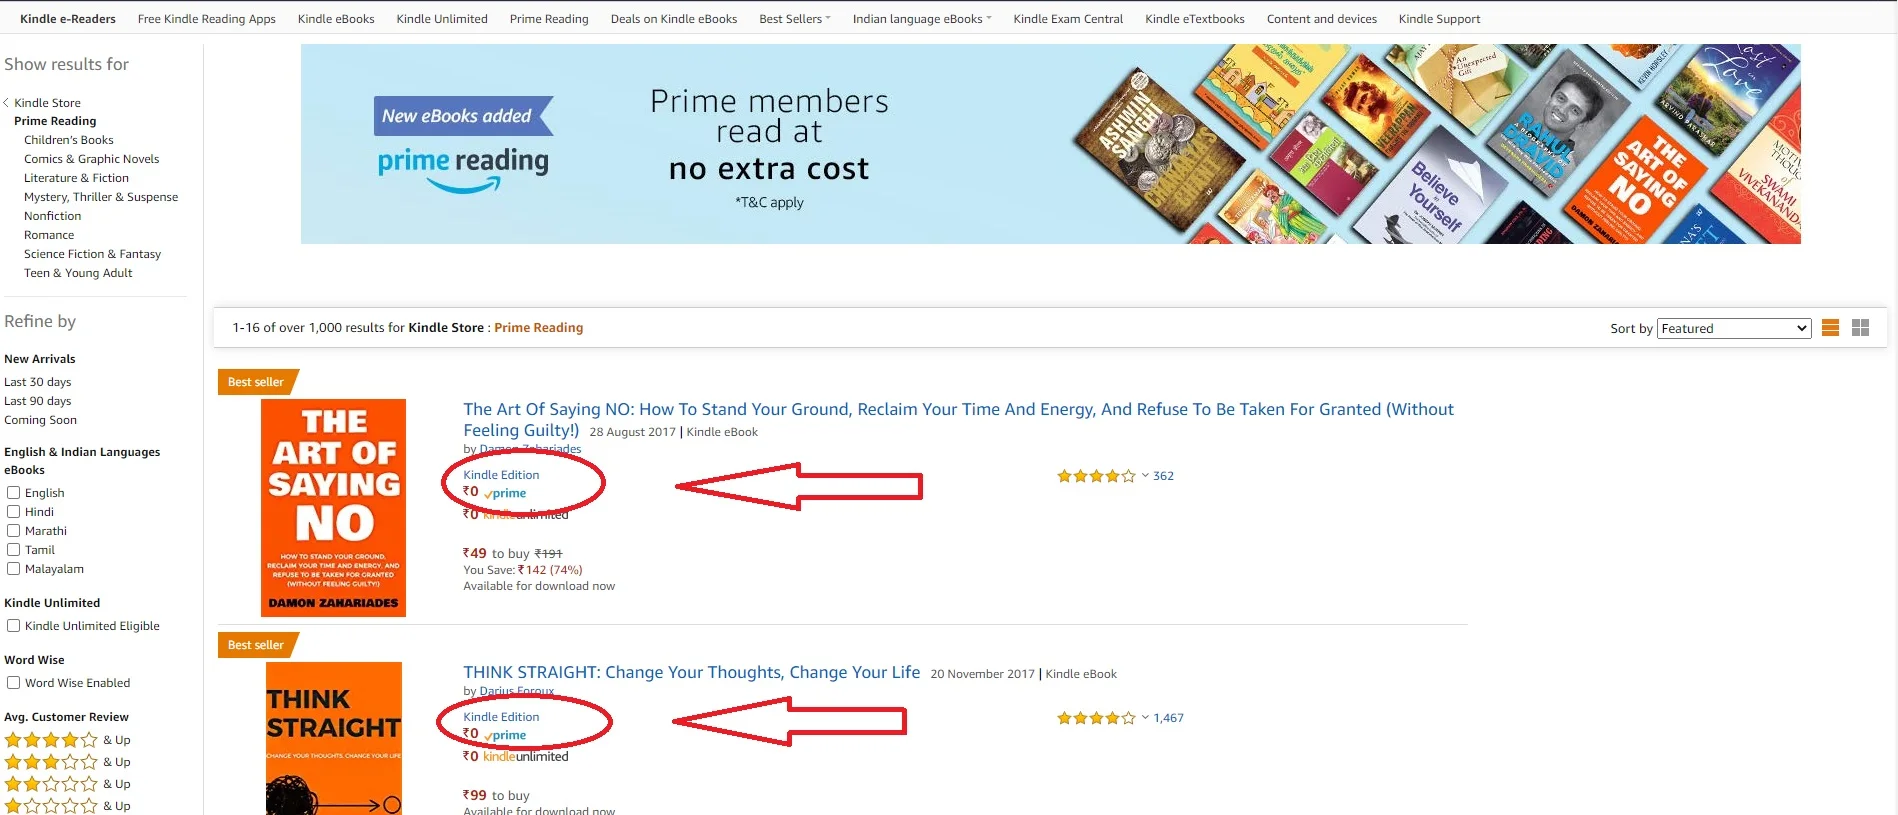 Kindle e-Readers Free Kindle Reading Apps Kindle eBooks Kindle Unlimited Prime Reading Deals on Kindle eBooks Best Sellers Indian language eBooks Kindle Exam Central Kindle eTextbooks Content and devices Kindle Support
Show results for
Kindle Store
Prime Reading
Children's Books
Comics & Graphic Novels
Literature & Fiction
Mystery, Thriller & Suspense
Nonfiction
Romance
Science Fiction & Fantasy
Teen & Young Adult
Refine by
New Arrivals
Last 30 days
Last 90 days
Coming Soon
English & Indian Languages
eBooks
English
Hindi
Marathi
Tamil
Malayalam
Kindle Unlimited
Kindle Unlimited Eligible
Word Wise
Word Wise Enabled
Avg. Customer Review
& Up
& Up
& Up
& Up
New eBooks added
prime reading
Prime members
read at
no extra cost
*T&C apply
ASHWIN
SANGHI
An
Unexpected
Gift
RAHUL
DRAVID
Believe
in
Yourself
THE
ART OF
SAYING
NO
DAMON ZAHARIADES
Lost
in
Love
ARVIND PARASHAR
KEVIN HORSLEY
SWAMI
VIVEKANANDA
1-16 of over 1,000 results for Kindle Store : Prime Reading
Sort by Featured
Best seller
THE
ART OF
SAYING
NO
HOW TO STAND YOUR GROUND,
RECLAIM YOUR TIME AND ENERGY, AND
REFUSE TO BE TAKEN FOR GRANTED
(WITHOUT FEELING GUILTY!)
DAMON ZAHARIADES
The Art Of Saying NO: How To Stand Your Ground, Reclaim Your Time And Energy, And Refuse To Be Taken For Granted (Without
Feeling Guilty!) 28 August 2017 | Kindle eBook
by Damon Zahariades
Kindle Edition
₹0 prime
₹0 kindleunlimited
362
₹49 to buy ₹191
You Save: ₹142 (74%)
Available for download now
Best seller
THINK
STRAIGHT
CHANGE YOUR THOUGHTS, CHANGE YOUR LIFE
THINK STRAIGHT: Change Your Thoughts, Change Your Life 20 November 2017 | Kindle eBook
by Darius Foroux
Kindle Edition
₹0 prime
₹0 kindleunlimited
1,467
₹99 to buy
Available for download now